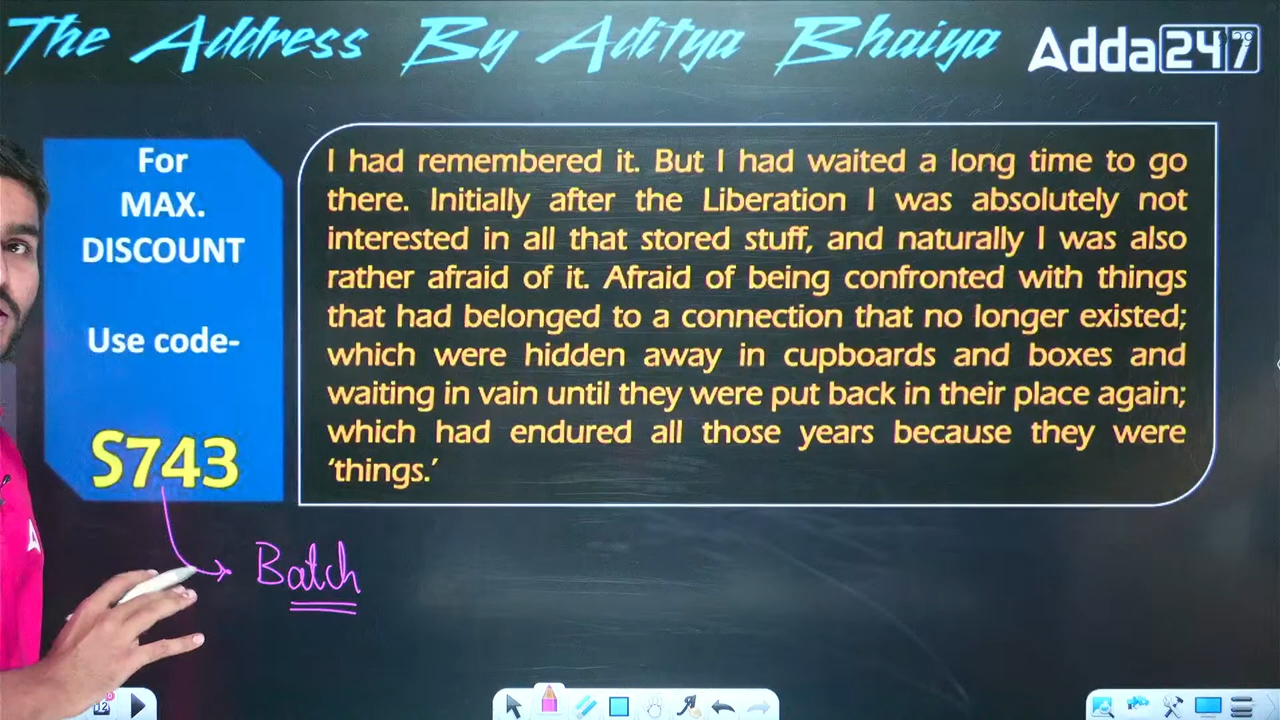 The Address By Aditya Bhaiya
Adda247
For
MAX.
DISCOUNT
Use code-
S743
I had remembered it. But I had waited a long time to go
there. Initially after the Liberation I was absolutely not
interested in all that stored stuff, and naturally I was also
rather afraid of it. Afraid of being confronted with things
that had belonged to a connection that no longer existed;
which were hidden away in cupboards and boxes and
waiting in vain until they were put back in their place again;
which had endured all those years because they were
‘things.’
Batch